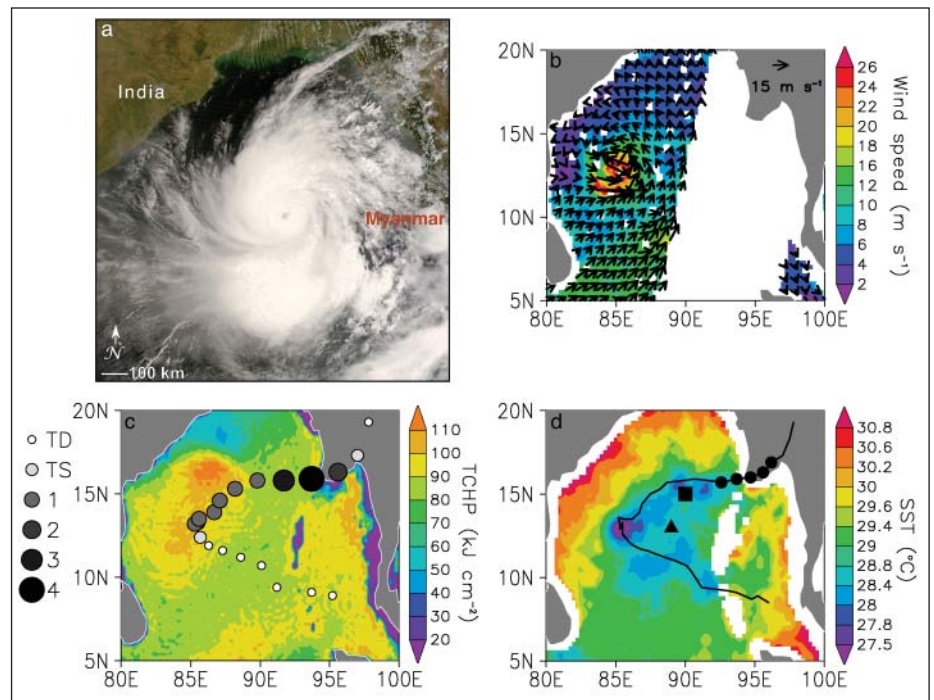 a
India
Myanmar
N
100 km
b
15 m s⁻¹
20N
15N
10N
5N
80E 85E 90E 95E 100E
26
24
22
20
18
16
12
10
8
6
4
2
Wind speed (m s⁻¹)
TD
TS
1
2
3
4
c
20N
15N
10N
5N
80E 85E 90E 95E 100E
110
100
90
80
70
60
50
40
30
20
TCHP (kJ cm⁻²)
d
20N
15N
10N
5N
80E 85E 90E 95E 100E
30.8
30.6
30.2
30
29.6
29.4
29
28.8
28.4
28.2
28
27.5
SST (°C)